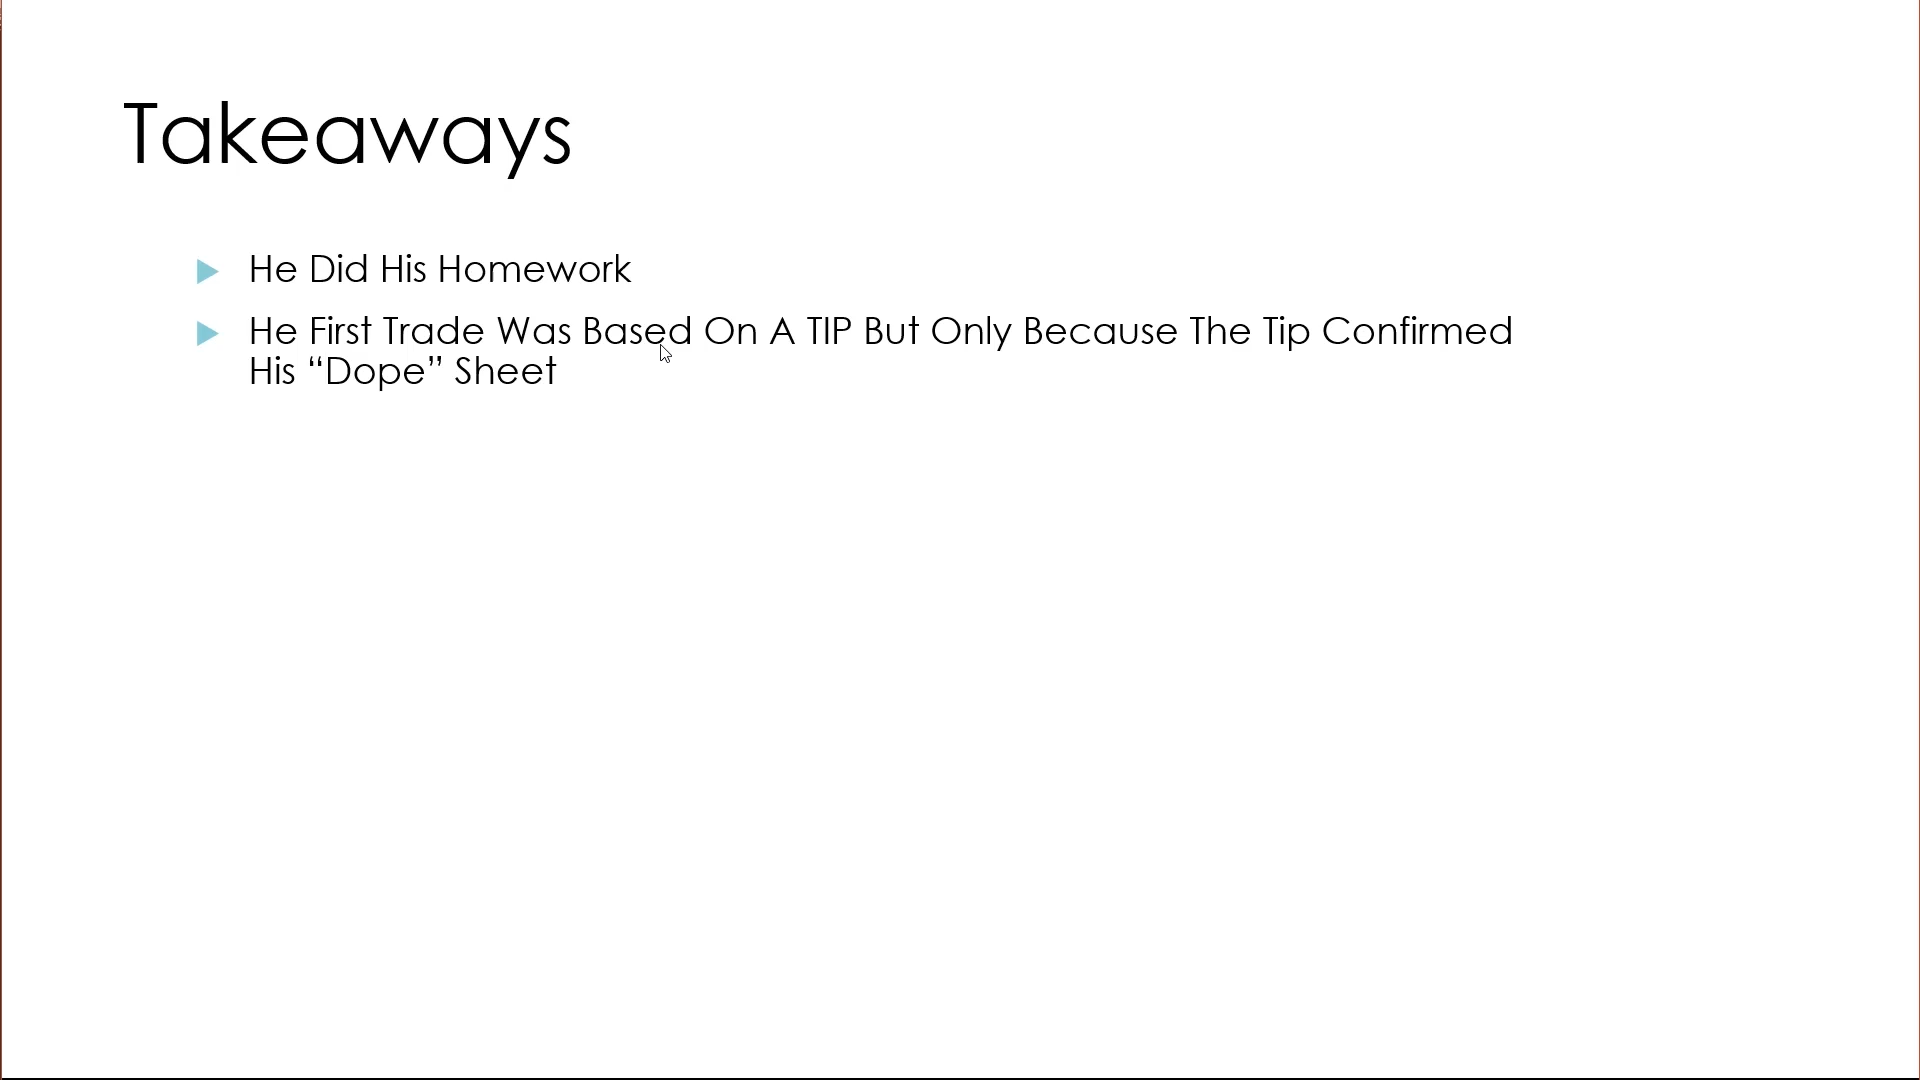 Takeaways
He Did His Homework
He First Trade Was Based On A TIP But Only Because The Tip Confirmed
His “Dope” Sheet